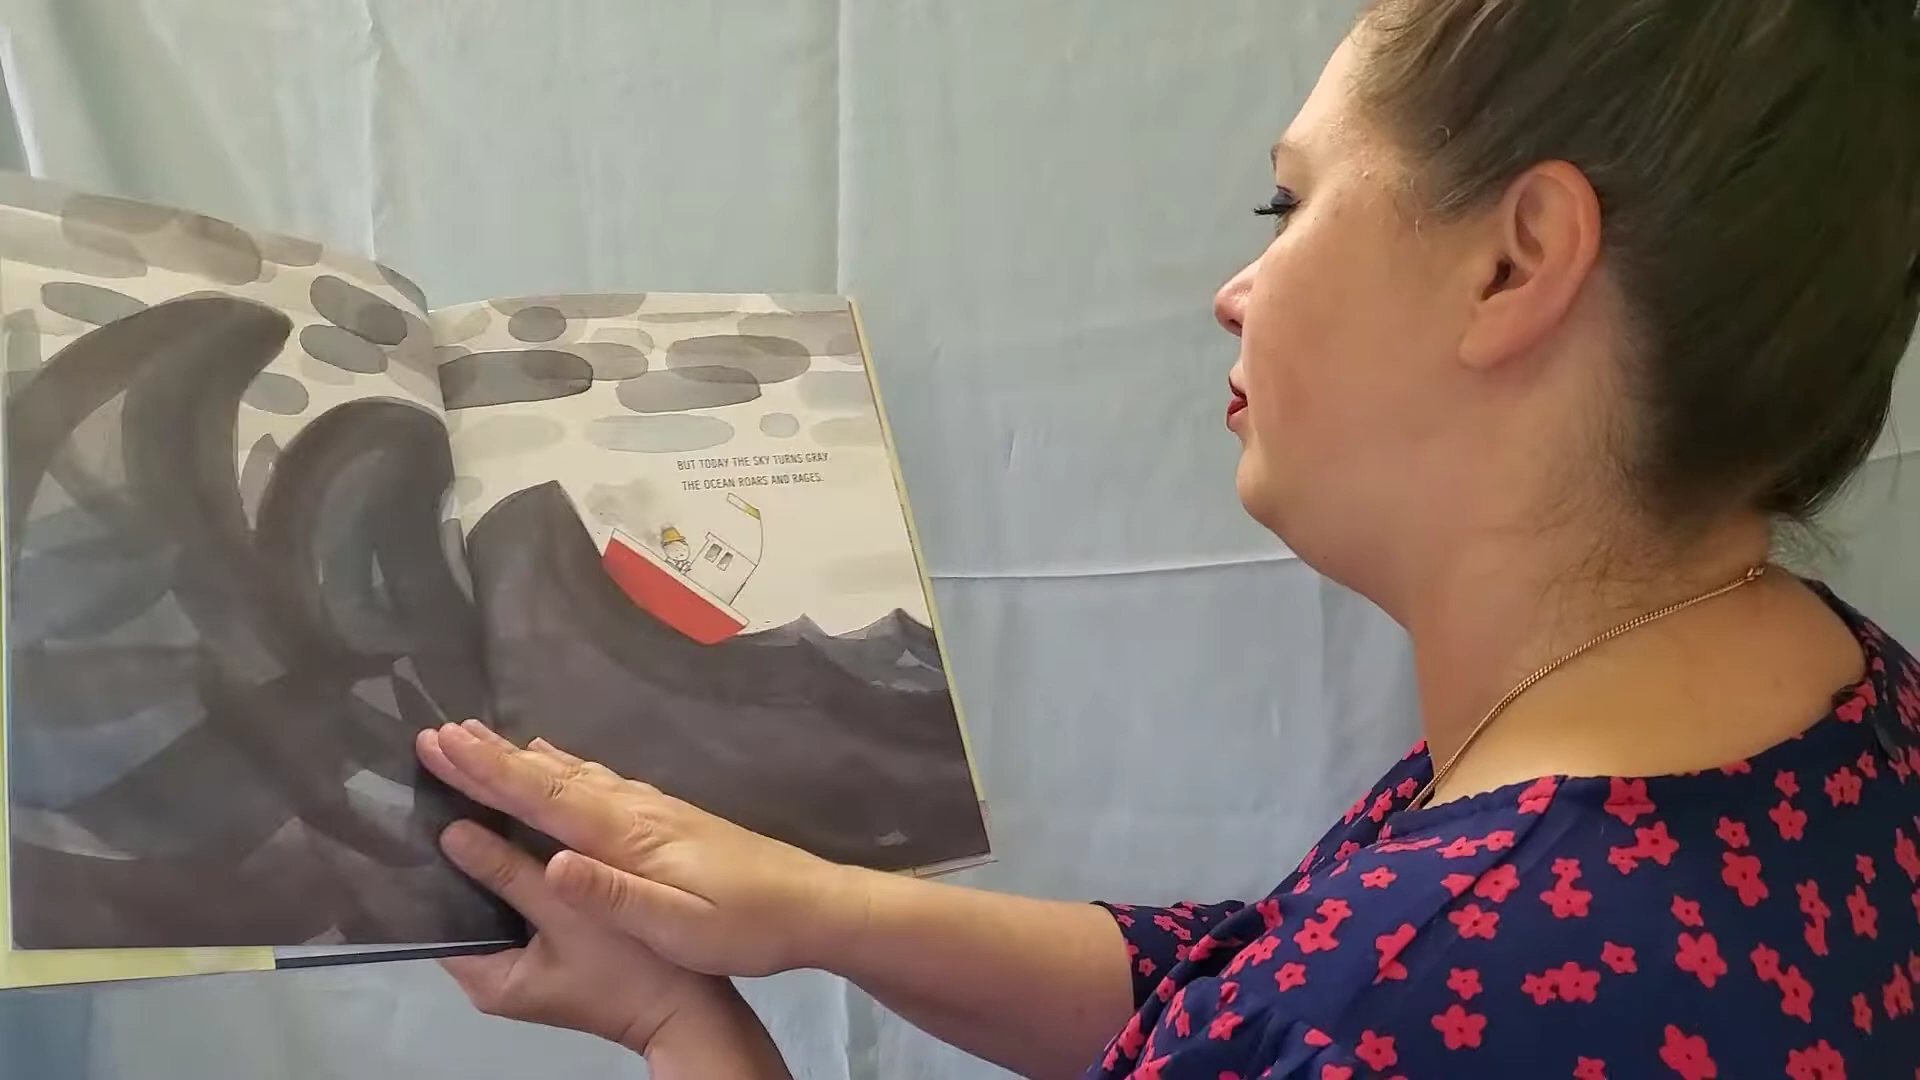 BUT TODAY THE SKY TURNS GRAY.
THE OCEAN ROARS AND RAGES.